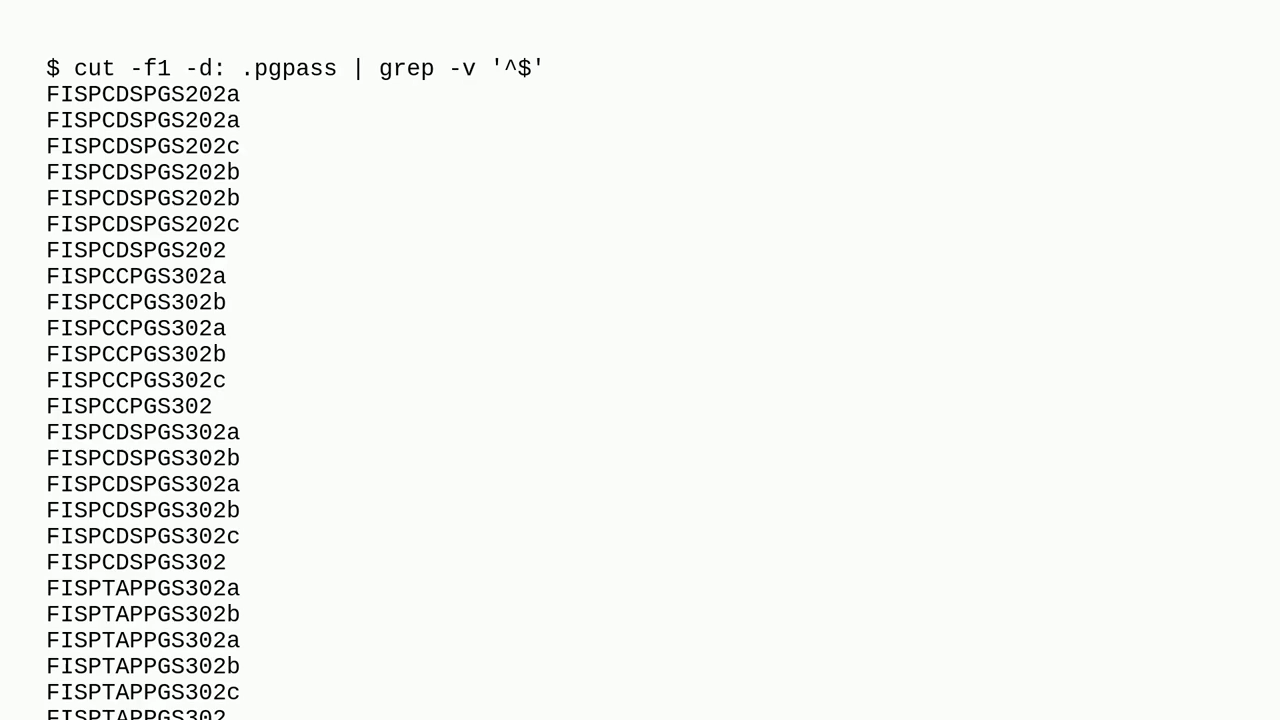 $ cut -f1 -d: .pgpass | grep -v '^$'
FISPCDSPGS202a
FISPCDSPGS202a
FISPCDSPGS202c
FISPCDSPGS202b
FISPCDSPGS202b
FISPCDSPGS202c
FISPCDSPGS202
FISPCCPGS302a
FISPCCPGS302b
FISPCCPGS302a
FISPCCPGS302b
FISPCCPGS302c
FISPCCPGS302
FISPCDSPGS302a
FISPCDSPGS302b
FISPCDSPGS302a
FISPCDSPGS302b
FISPCDSPGS302c
FISPCDSPGS302
FISPTAPPGS302a
FISPTAPPGS302b
FISPTAPPGS302a
FISPTAPPGS302b
FISPTAPPGS302c
FISPTAPPGS302